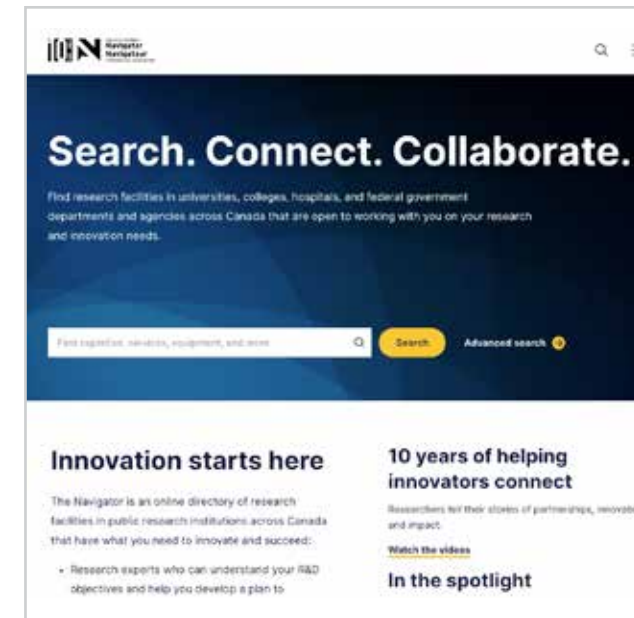 Navigator
Navigateur
Search. Connect. Collaborate.
Find research facilities in universities, colleges, hospitals, and federal government
departments and agencies across Canada that are open to working with you on your research
and innovation needs.
Find expertise, services, equipment, and more
Search
Advanced search
Innovation starts here
The Navigator is an online directory of research
facilities in public research institutions across Canada
that have what you need to innovate and succeed:
• Research experts who can understand your R&D
objectives and help you develop a plan to
10 years of helping
innovators connect
Researchers tell their stories of partnerships, innovati
and impact.
Watch the videos
In the spotlight